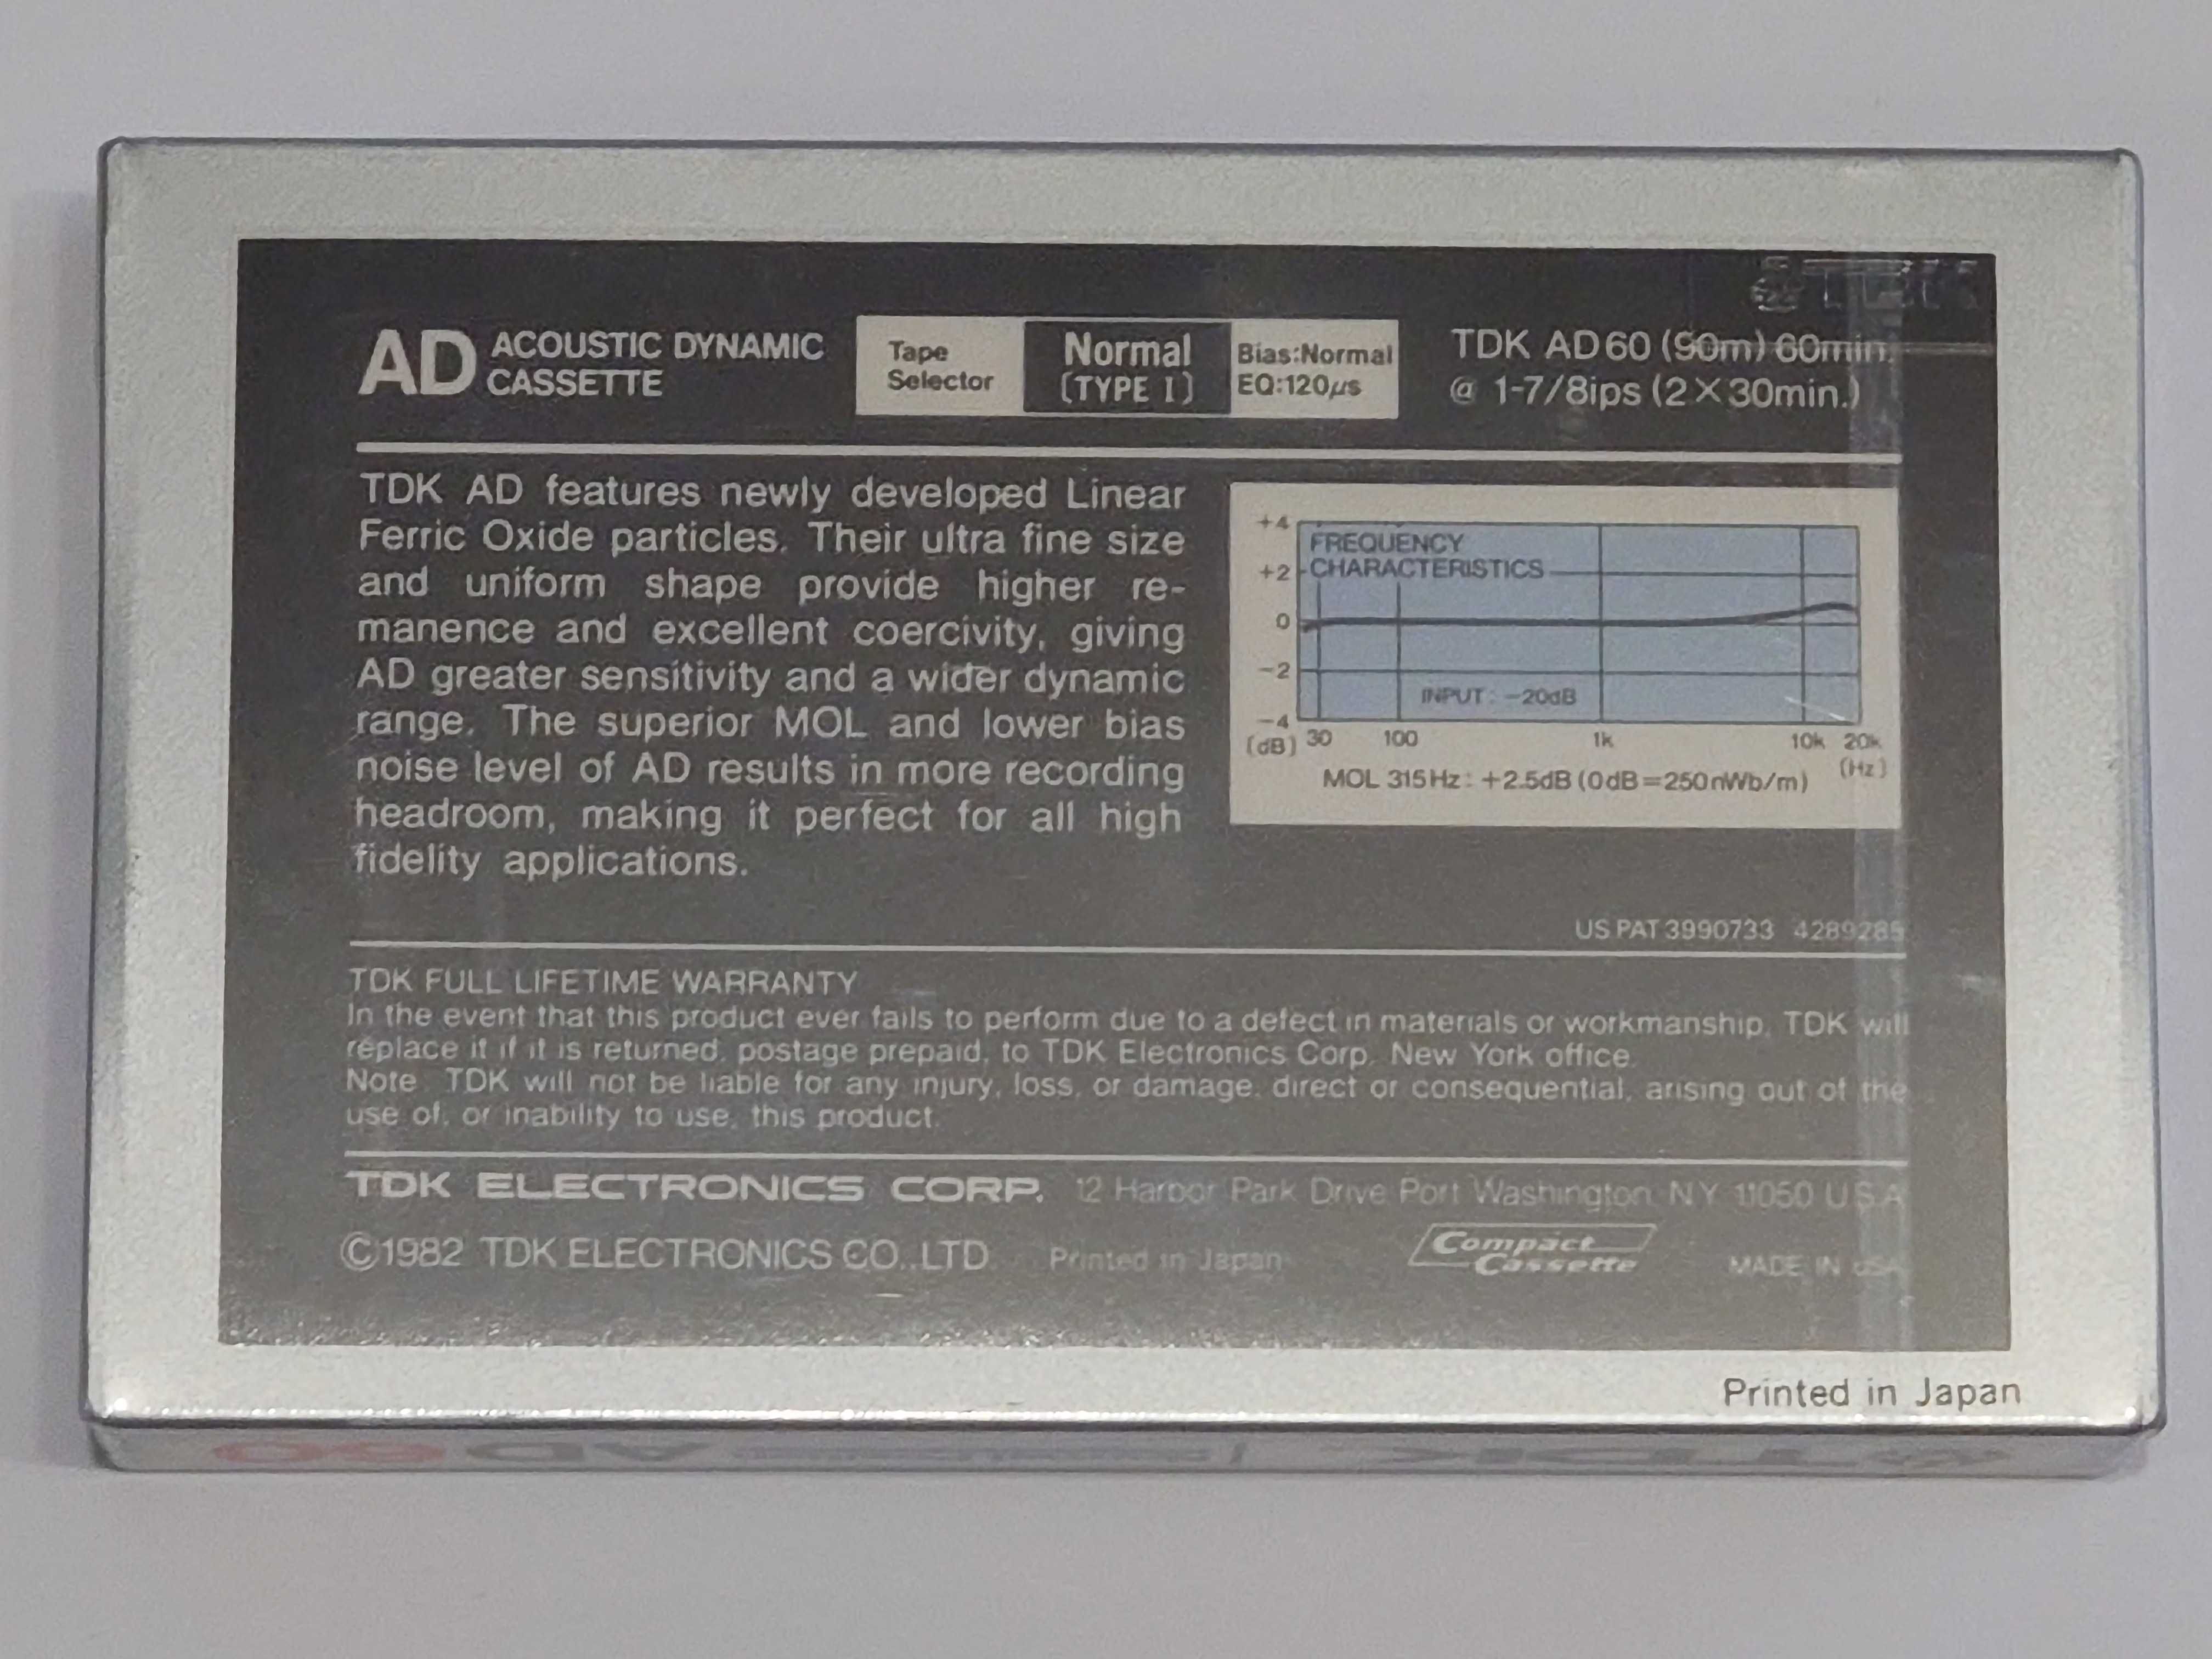 TDK
AD ACOUSTIC DYNAMIC
CASSETTE
Tape
Selector
Normal
(TYPE I)
Bias:Normal
EQ:120μs
TDK AD60 (90m) 60min.
@ 1-7/8ips (2×30min.)
TDK AD features newly developed Linear
Ferric Oxide particles. Their ultra fine size
and uniform shape provide higher re-
manence and excellent coercivity, giving
AD greater sensitivity and a wider dynamic
range. The superior MOL and lower bias
noise level of AD results in more recording
headroom, making it perfect for all high
fidelity applications.
+4
+2
0
−2
−4
(dB)
FREQUENCY
CHARACTERISTICS
INPUT: −20dB
30 100 1k 10k 20k
(Hz)
MOL 315Hz: +2.5dB (0dB=250nWb/m)
US PAT 3990733 4289285
TDK FULL LIFETIME WARRANTY
In the event that this product ever fails to perform due to a defect in materials or workmanship, TDK will
replace it if it is returned, postage prepaid, to TDK Electronics Corp. New York office.
Note: TDK will not be liable for any injury, loss, or damage, direct or consequential, arising out of the
use of, or inability to use, this product.
TDK ELECTRONICS CORP. 12 Harbor Park Drive Port Washington NY 11050 U.S.A
©1982 TDK ELECTRONICS CO.,LTD. Printed in Japan
Compact
Cassette
MADE IN USA
Printed in Japan
TDK AD 60